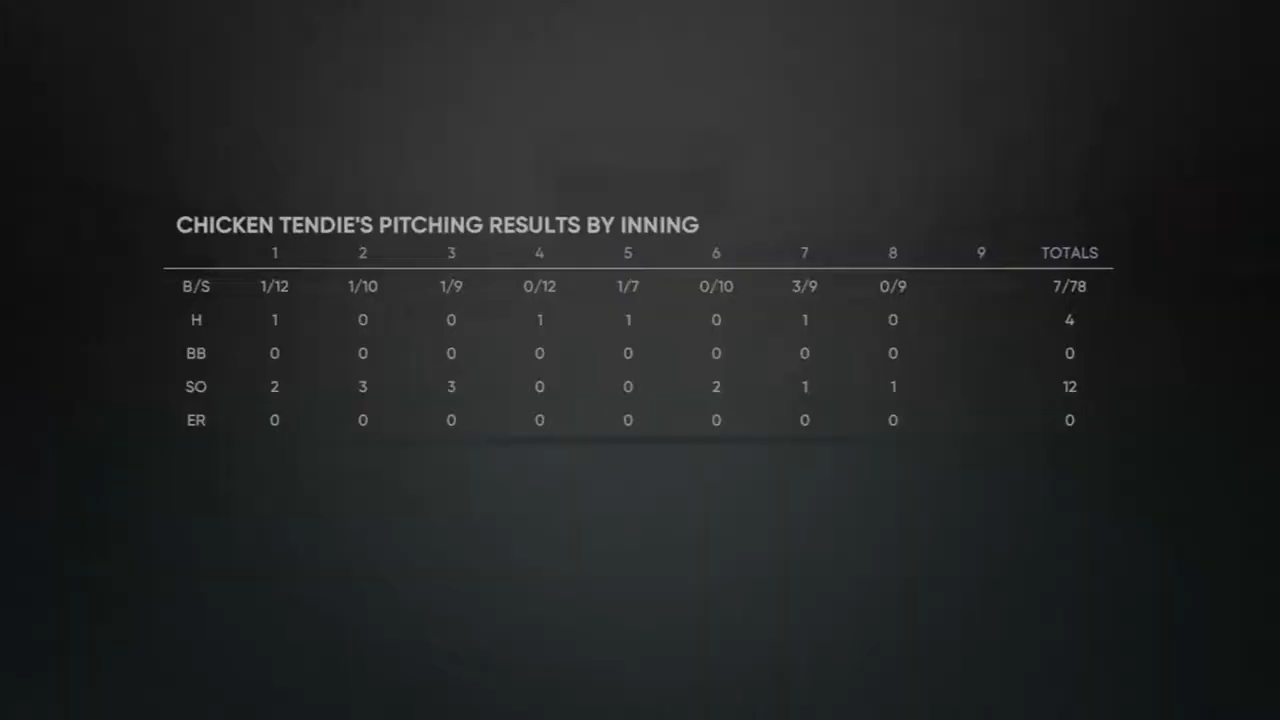 CHICKEN TENDIE'S PITCHING RESULTS BY INNING
1 2 3 4 5 6 7 8 9 TOTALS
B/S 1/12 1/10 1/9 0/12 1/7 0/10 3/9 0/9 7/78
H 1 0 0 1 1 0 1 0 4
BB 0 0 0 0 0 0 0 0 0
SO 2 3 3 0 0 2 1 1 12
ER 0 0 0 0 0 0 0 0 0